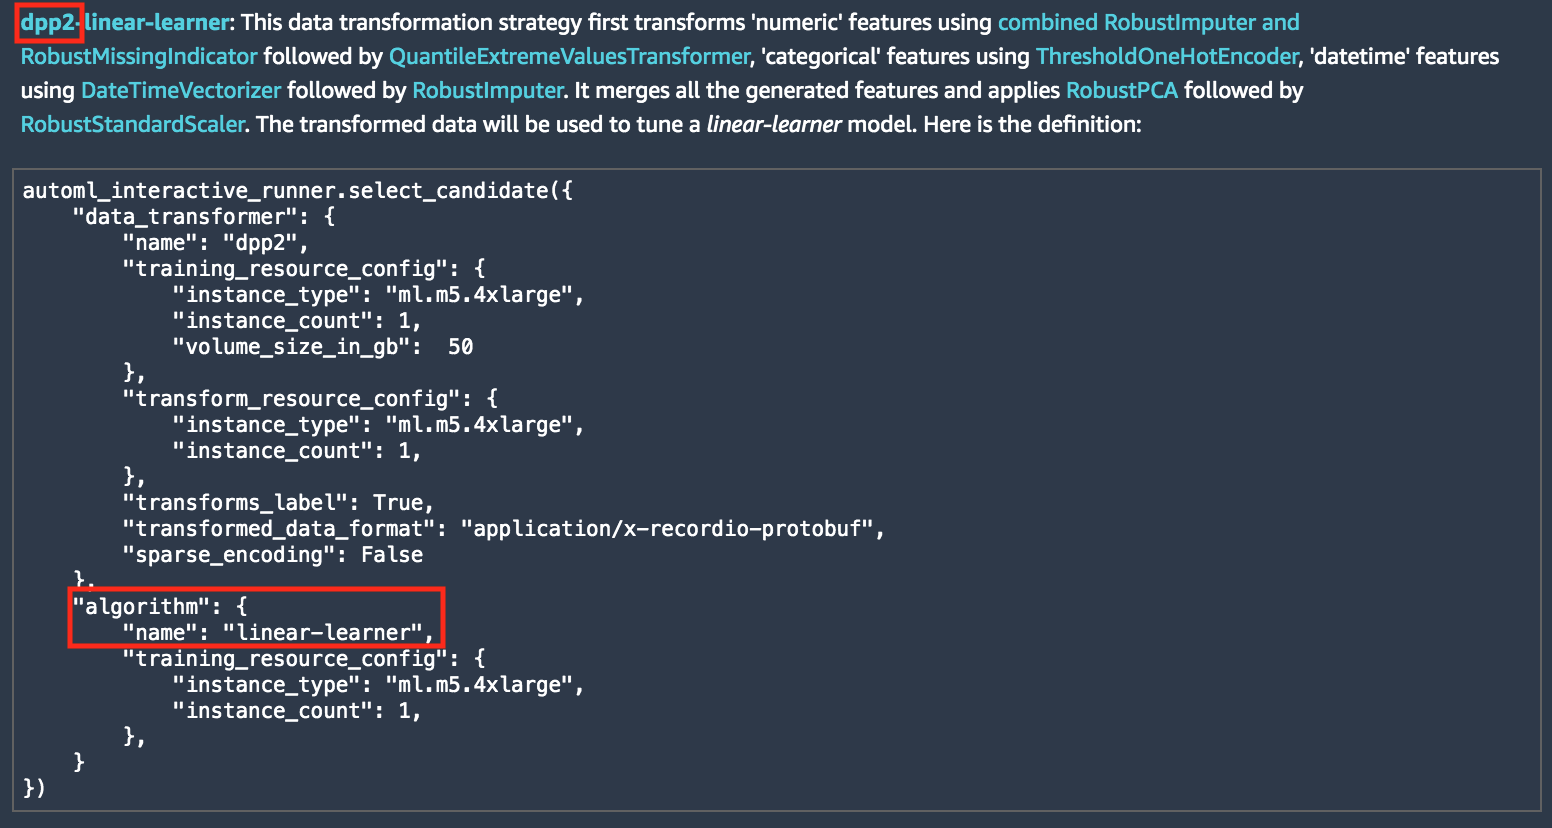 dpp2-linear-learner: This data transformation strategy first transforms 'numeric' features using combined RobustImputer and
RobustMissingIndicator followed by QuantileExtremeValuesTransformer, 'categorical' features using ThresholdOneHotEncoder, 'datetime' features
using DateTimeVectorizer followed by RobustImputer. It merges all the generated features and applies RobustPCA followed by
RobustStandardScaler. The transformed data will be used to tune a linear-learner model. Here is the definition:
automl_interactive_runner.select_candidate({
    "data_transformer": {
        "name": "dpp2",
        "training_resource_config": {
            "instance_type": "ml.m5.4xlarge",
            "instance_count": 1,
            "volume_size_in_gb":  50
        },
        "transform_resource_config": {
            "instance_type": "ml.m5.4xlarge",
            "instance_count": 1,
        },
        "transforms_label": True,
        "transformed_data_format": "application/x-recordio-protobuf",
        "sparse_encoding": False
    },
    "algorithm": {
        "name": "linear-learner",
        "training_resource_config": {
            "instance_type": "ml.m5.4xlarge",
            "instance_count": 1,
        },
    }
})